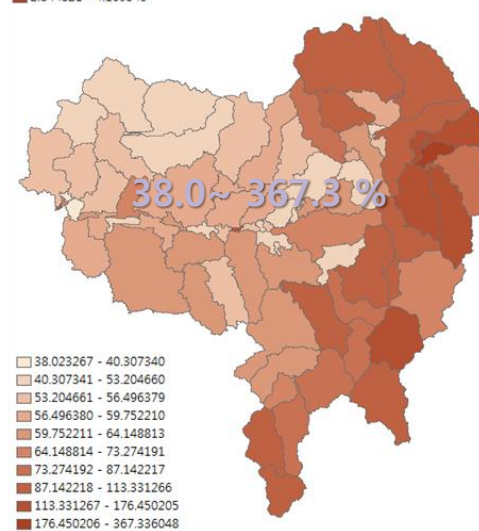 38.0~ 367.3 %
38.023267 - 40.307340
40.307341 - 53.204660
53.204661 - 56.496379
56.496380 - 59.752210
59.752211 - 64.148813
64.148814 - 73.274191
73.274192 - 87.142217
87.142218 - 113.331266
113.331267 - 176.450205
176.450206 - 367.336048